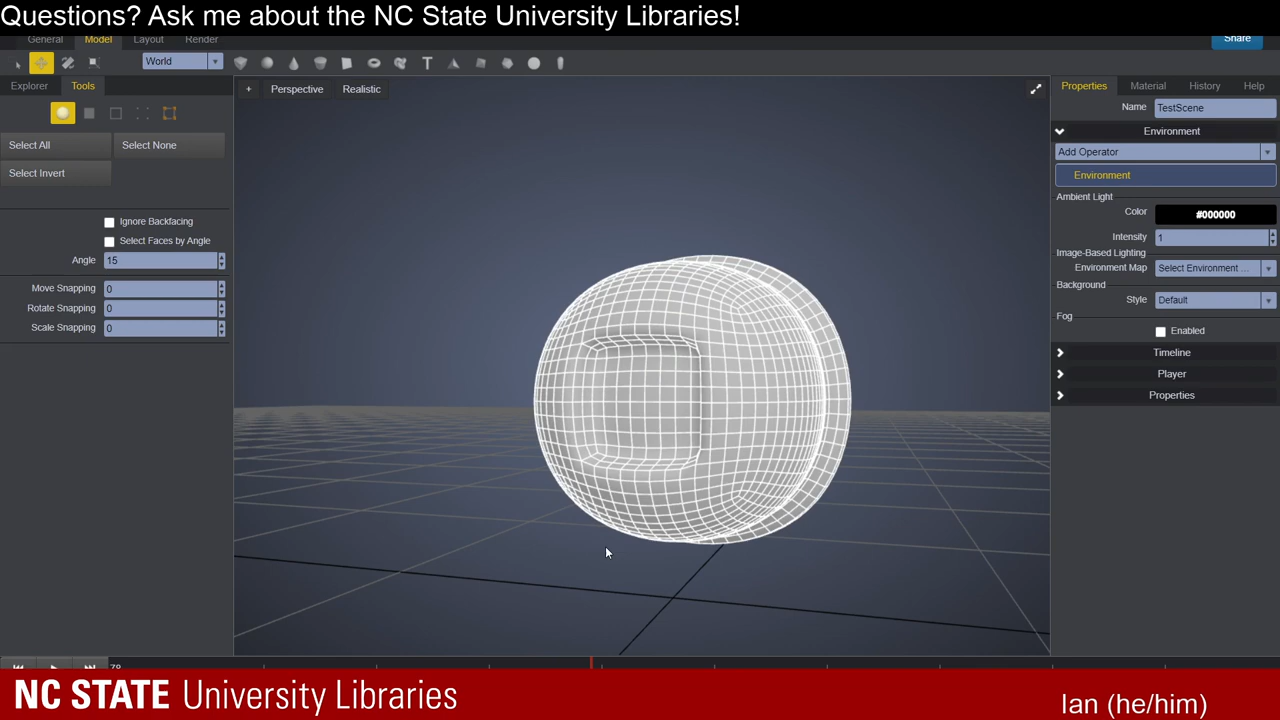 Questions? Ask me about the NC State University Libraries!
General Model Layout Render Share
World
Explorer Tools
Perspective Realistic
Properties Material History Help
Name TestScene
Environment
Add Operator
Environment
Select All Select None
Select Invert
Ambient Light
Color #000000
Ignore Backfacing
Intensity 1
Select Faces by Angle
Image-Based Lighting
Angle 15
Environment Map Select Environment ...
Background
Move Snapping 0
Style Default
Rotate Snapping 0
Fog
Scale Snapping 0
Enabled
Timeline
Player
Properties
78
NC STATE University Libraries
Ian (he/him)